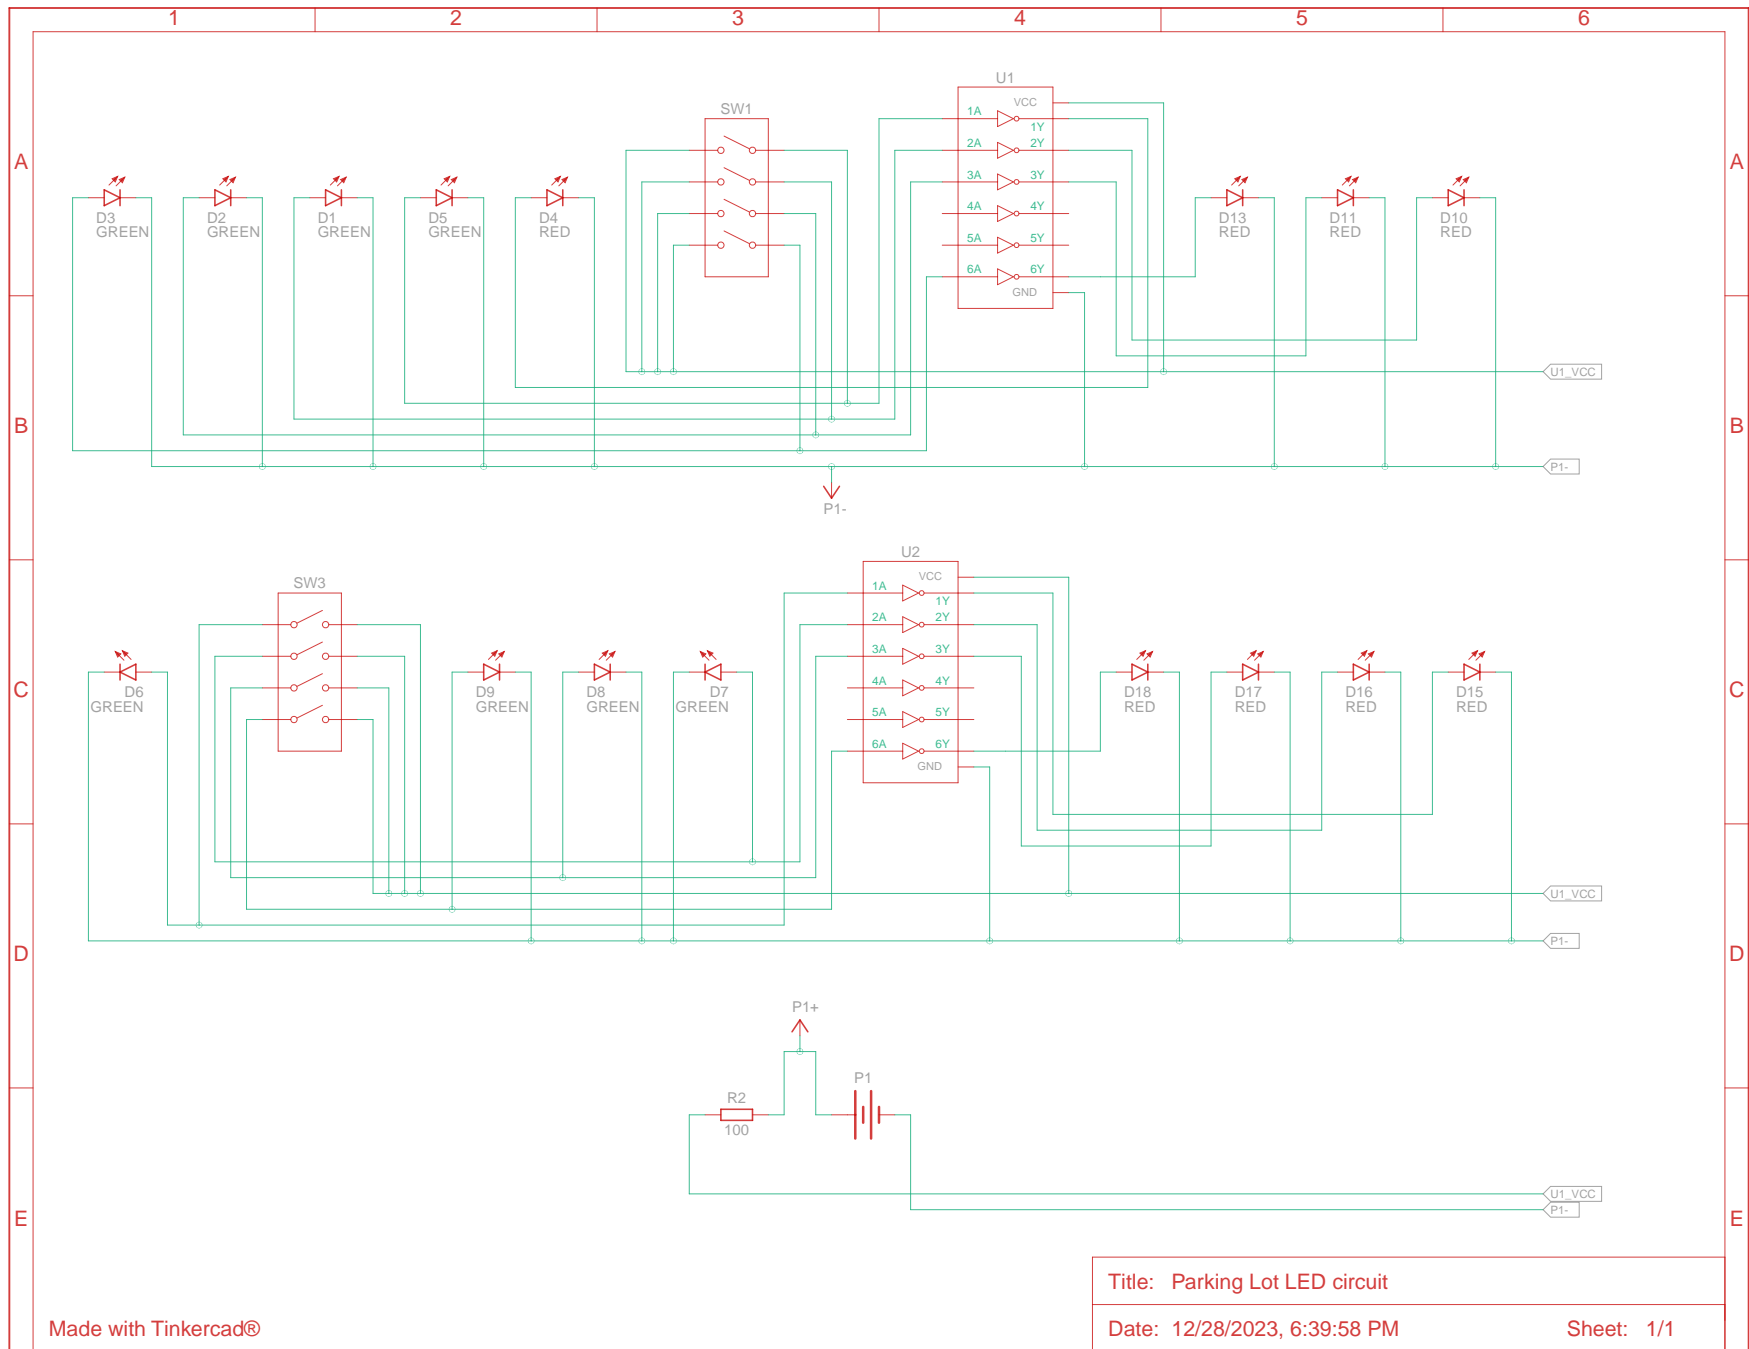 1 2 3 4 5 6
U1
VCC
SW1
1A
1Y
2A 2Y
A A
3A 3Y
4A 4Y
D3 D2 D1 D5 D4 D13 D11 D10
GREEN GREEN GREEN GREEN RED RED RED RED
5A 5Y
6A 6Y
GND
U1_VCC
B B
P1-
P1-
U2
VCC
SW3
1A
1Y
2A 2Y
3A 3Y
C C
4A 4Y
D6 D9 D8 D7 D18 D17 D16 D15
GREEN GREEN GREEN GREEN RED RED RED RED
5A 5Y
6A 6Y
GND
U1_VCC
P1-
D D
P1+
P1
R2
100
U1_VCC
P1-
E E
Title: Parking Lot LED circuit
Made with Tinkercad®
Date: 12/28/2023, 6:39:58 PM Sheet: 1/1